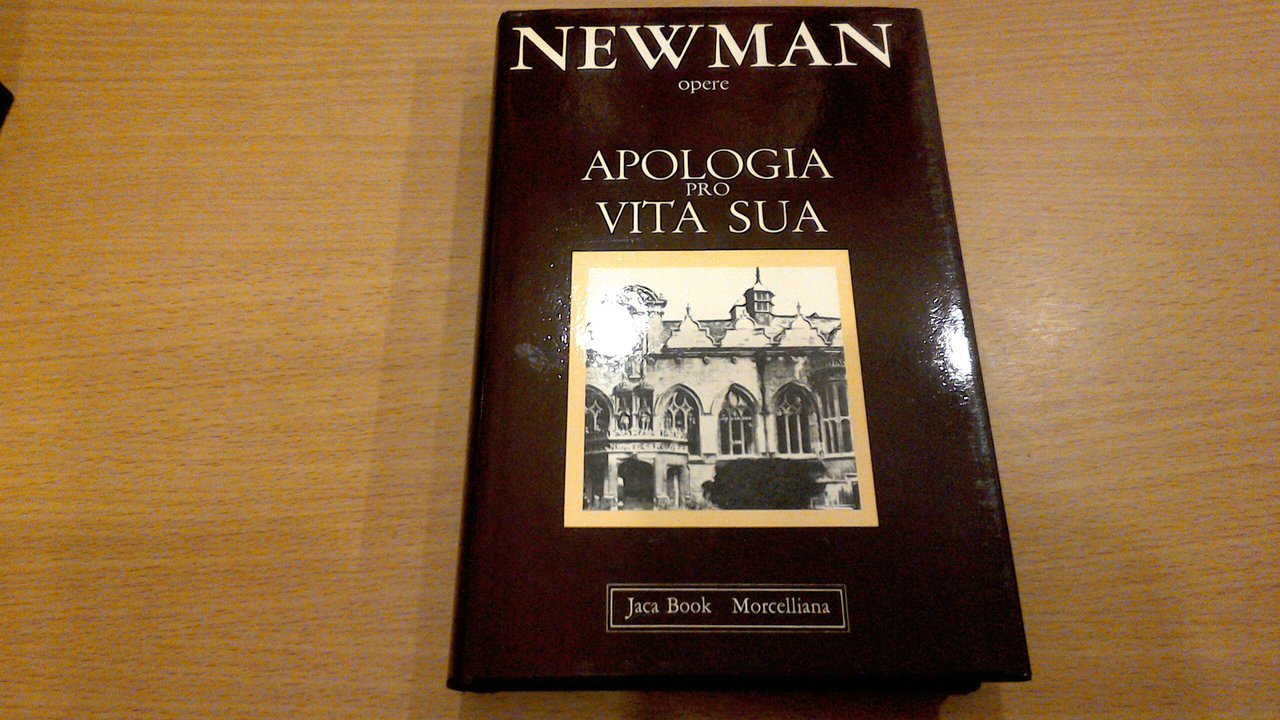 NEWMAN
opere
APOLOGIA
PRO
VITA SUA
Jaca Book Morcelliana